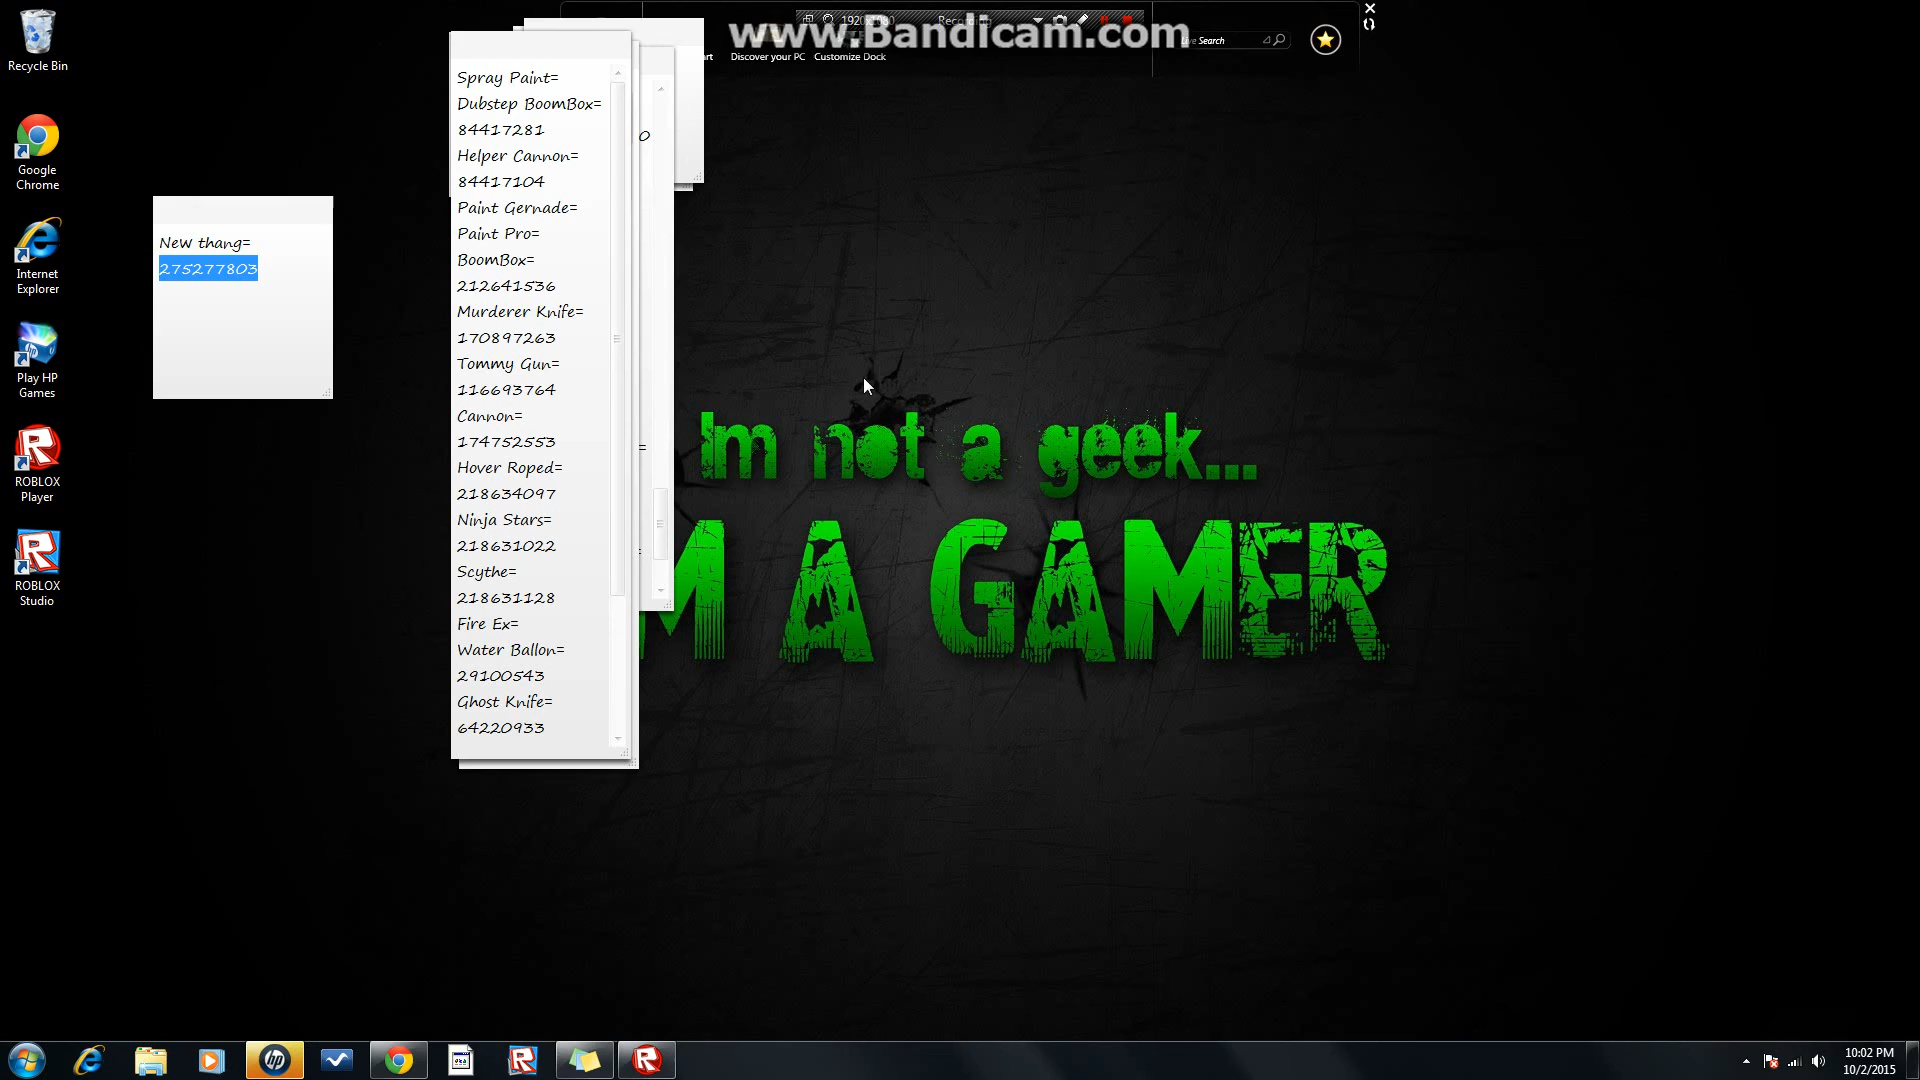 Recycle Bin
Google
Chrome
Internet
Explorer
Play HP
Games
ROBLOX
Player
ROBLOX
Studio
New thang=
275277803
Spray Paint=
Dubstep BoomBox=
84417281
Helper Cannon=
84417104
Paint Gernade=
Paint Pro=
BoomBox=
212641536
Murderer Knife=
170897263
Tommy Gun=
116693764
Cannon=
174752553
Hover Roped=
218634097
Ninja Stars=
218631022
Scythe=
218631128
Fire Ex=
Water Ballon=
29100543
Ghost Knife=
64220933
0
=
=
www.Bandicam.com
Discover your PC
Customize Dock
Search
Im not a geek...
A GAMER
10:02 PM
10/2/2015